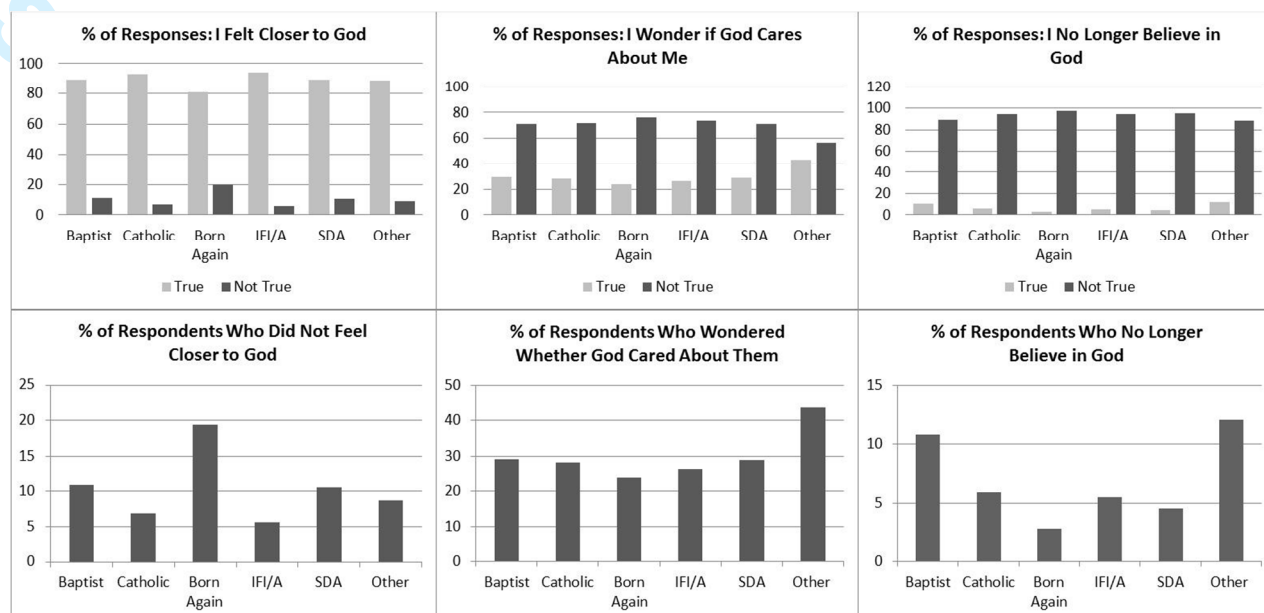 % of Responses: I Felt Closer to God
100
80
60
40
20
0
Baptist Catholic Born Again IFI/A SDA Other
True Not True
% of Responses: I Wonder if God Cares
About Me
100
80
60
40
20
0
Baptist Catholic Born Again IFI/A SDA Other
True Not True
% of Responses: I No Longer Believe in
God
120
100
80
60
40
20
0
Baptist Catholic Born Again IFI/A SDA Other
True Not True
% of Respondents Who Did Not Feel
Closer to God
25
20
15
10
5
0
Baptist Catholic Born Again IFI/A SDA Other
% of Respondents Who Wondered
Whether God Cared About Them
50
40
30
20
10
0
Baptist Catholic Born Again IFI/A SDA Other
% of Respondents Who No Longer
Believe in God
15
10
5
0
Baptist Catholic Born Again IFI/A SDA Other